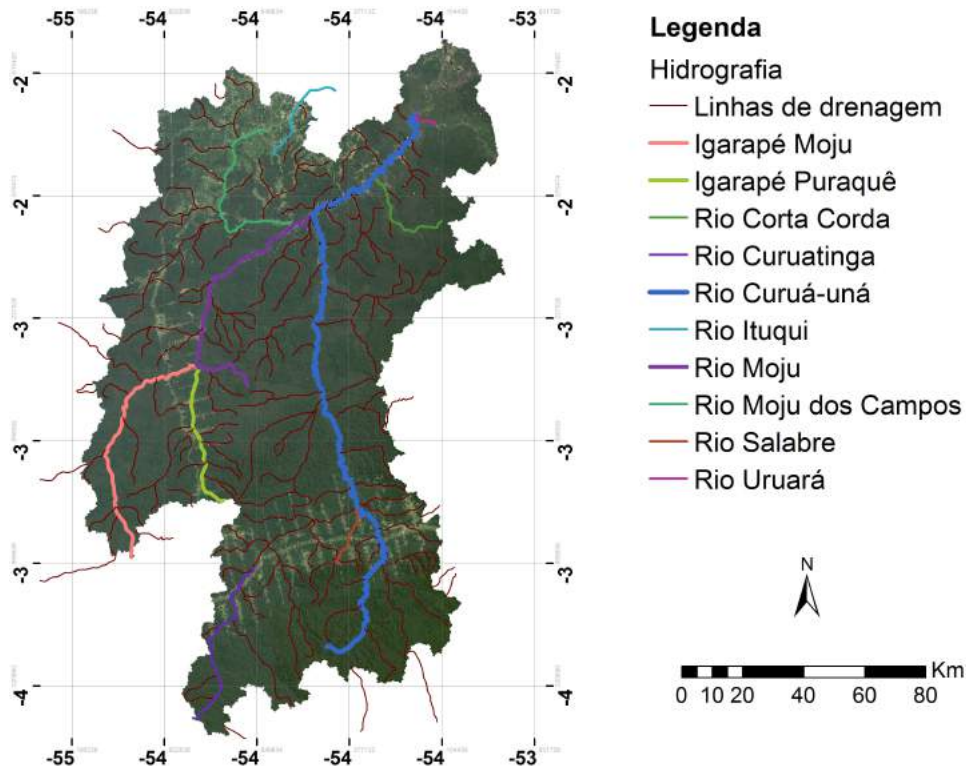 -55 -54 -54 -54 -54 -53
-2
-2
-3
-3
-3
-4
-2
-2
-3
-3
-3
-4
-55 -54 -54 -54 -54 -53
Legenda
Hidrografia
Linhas de drenagem
Igarapé Moju
Igarapé Puraquê
Rio Corta Corda
Rio Curuatinga
Rio Curuá-uná
Rio Ituqui
Rio Moju
Rio Moju dos Campos
Rio Salabre
Rio Uruará
N
Km
0 10 20 40 60 80